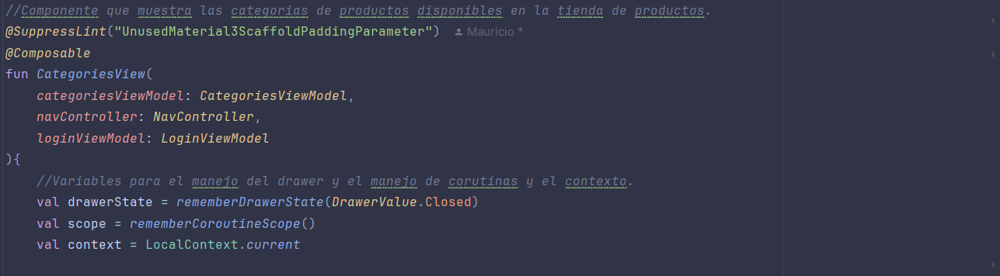 //Componente que muestra las categorias de productos disponibles en la tienda de productos.
@SuppressLint("UnusedMaterial3ScaffoldPaddingParameter") Mauricio *
@Composable
fun CategoriesView(
    categoriesViewModel: CategoriesViewModel,
    navController: NavController,
    loginViewModel: LoginViewModel
){
    //Variables para el manejo del drawer y el manejo de corutinas y el contexto.
    val drawerState = rememberDrawerState(DrawerValue.Closed)
    val scope = rememberCoroutineScope()
    val context = LocalContext.current